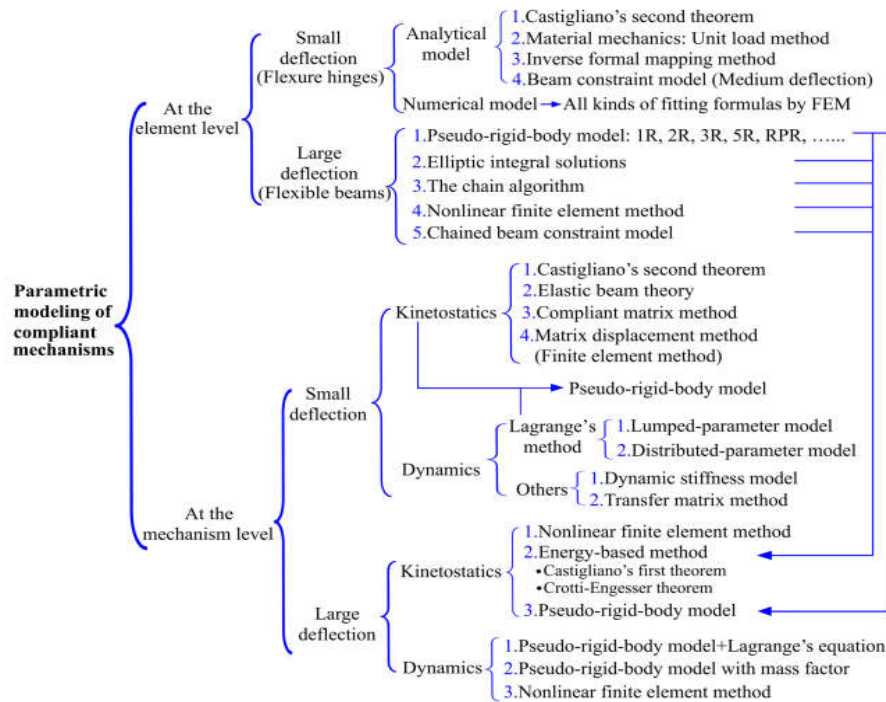 Parametric
modeling of
compliant
mechanisms
At the
element level
Small
deflection
(Flexure hinges)
Analytical
model
1.Castigliano's second theorem
2.Material mechanics: Unit load method
3.Inverse formal mapping method
4.Beam constraint model (Medium deflection)
Numerical model
All kinds of fitting formulas by FEM
Large
deflection
(Flexible beams)
1.Pseudo-rigid-body model: 1R, 2R, 3R, 5R, RPR, …...
2.Elliptic integral solutions
3.The chain algorithm
4.Nonlinear finite element method
5.Chained beam constraint model
At the
mechanism level
Small
deflection
Kinetostatics
1.Castigliano's second theorem
2.Elastic beam theory
3.Compliant matrix method
4.Matrix displacement method
(Finite element method)
Pseudo-rigid-body model
Dynamics
Lagrange's
method
1.Lumped-parameter model
2.Distributed-parameter model
Others
1.Dynamic stiffness model
2.Transfer matrix method
Large
deflection
Kinetostatics
1.Nonlinear finite element method
2.Energy-based method
•Castigliano's first theorem
•Crotti-Engesser theorem
3.Pseudo-rigid-body model
Dynamics
1.Pseudo-rigid-body model+Lagrange's equation
2.Pseudo-rigid-body model with mass factor
3.Nonlinear finite element method